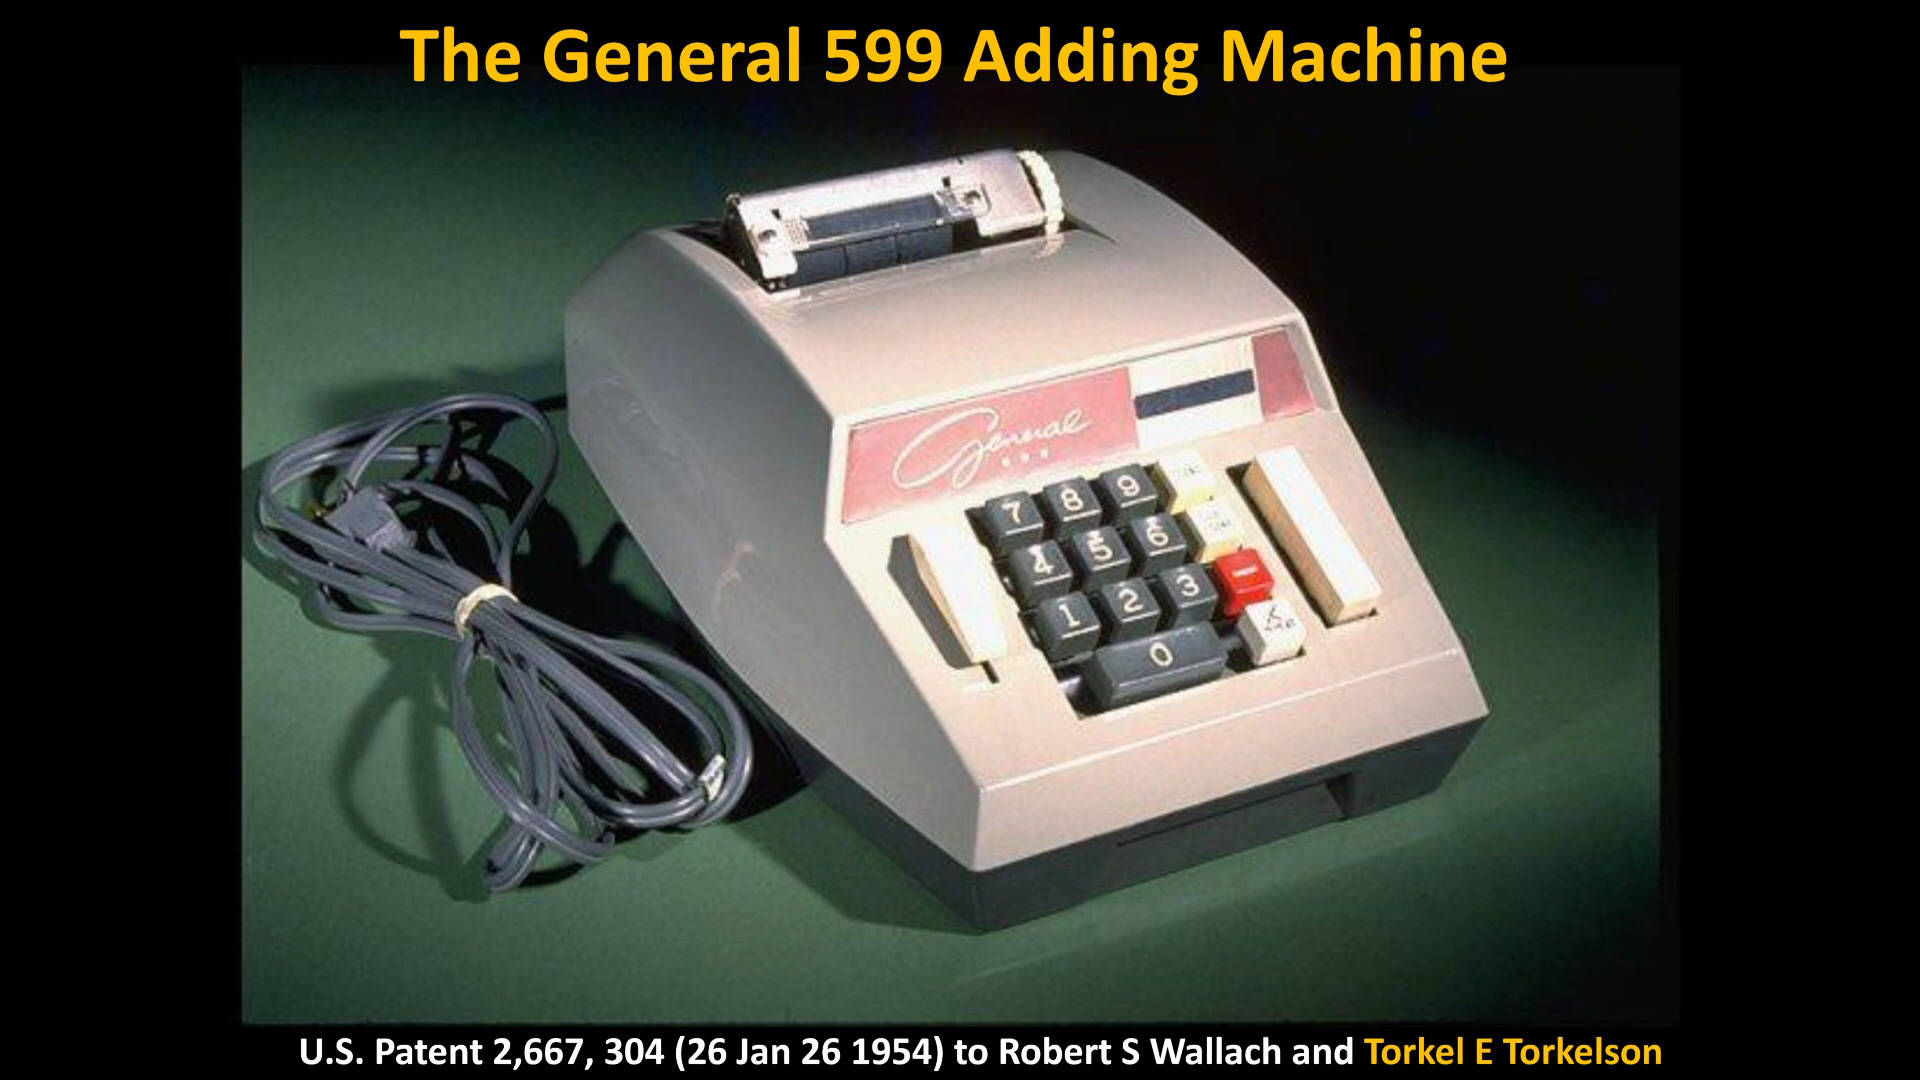 The General 599 Adding Machine
General
7 8 9
4 5 6
1 2 3
0
U.S. Patent 2,667, 304 (26 Jan 26 1954) to Robert S Wallach and Torkel E Torkelson